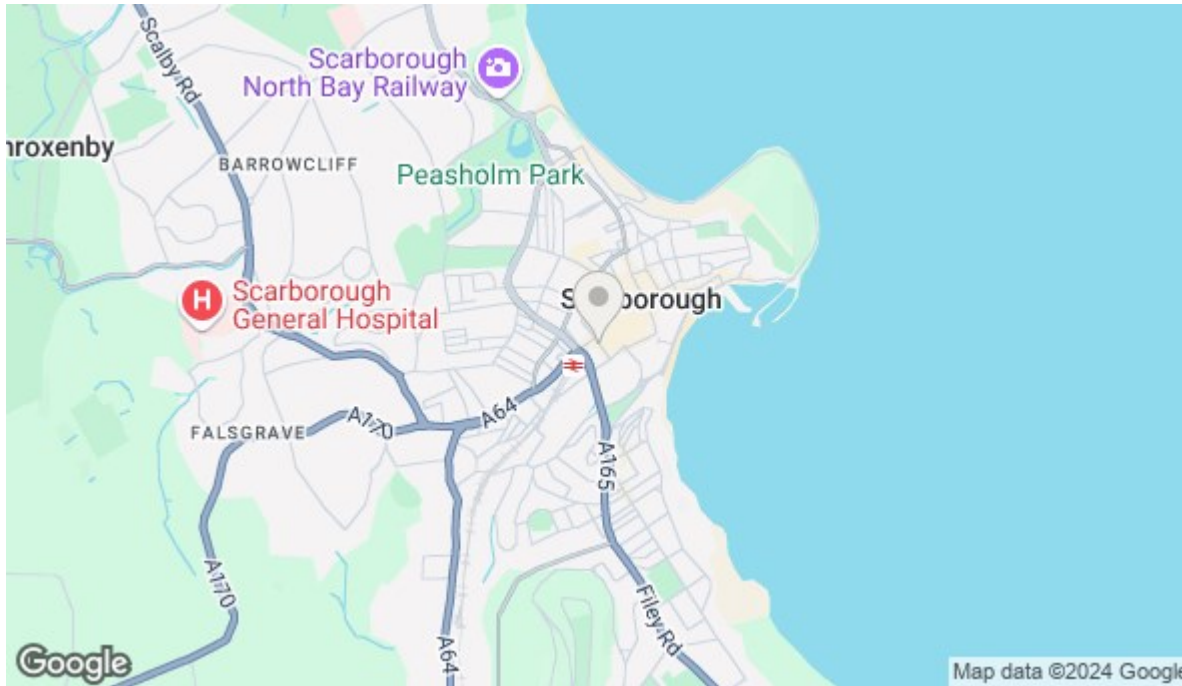 Scalby Rd
Scarborough
North Bay Railway
BARROWCLIFF
Peasholm Park
H
Scarborough
General Hospital
A64
A170
FALSGRAVE
A165
A170
A64
Filey Rd
Google
Map data ©2024 Google